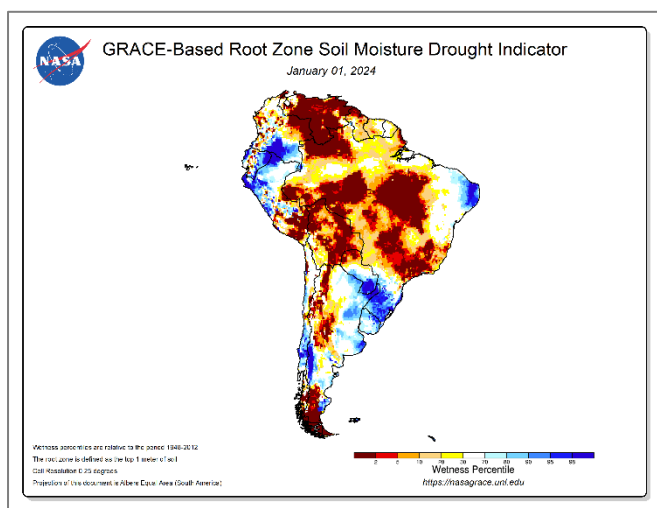 NASA
GRACE-Based Root Zone Soil Moisture Drought Indicator
January 01, 2024
Wetness percentiles are relative to the period 1948-2012
The root zone is defined as the top 1 meter of soil
Cell Resolution 0.25 degrees
Projection of this document is Albers Equal Area (South America)
2 5 10 20 30 70 80 90 95 98
Wetness Percentile
https://nasagrace.unl.edu